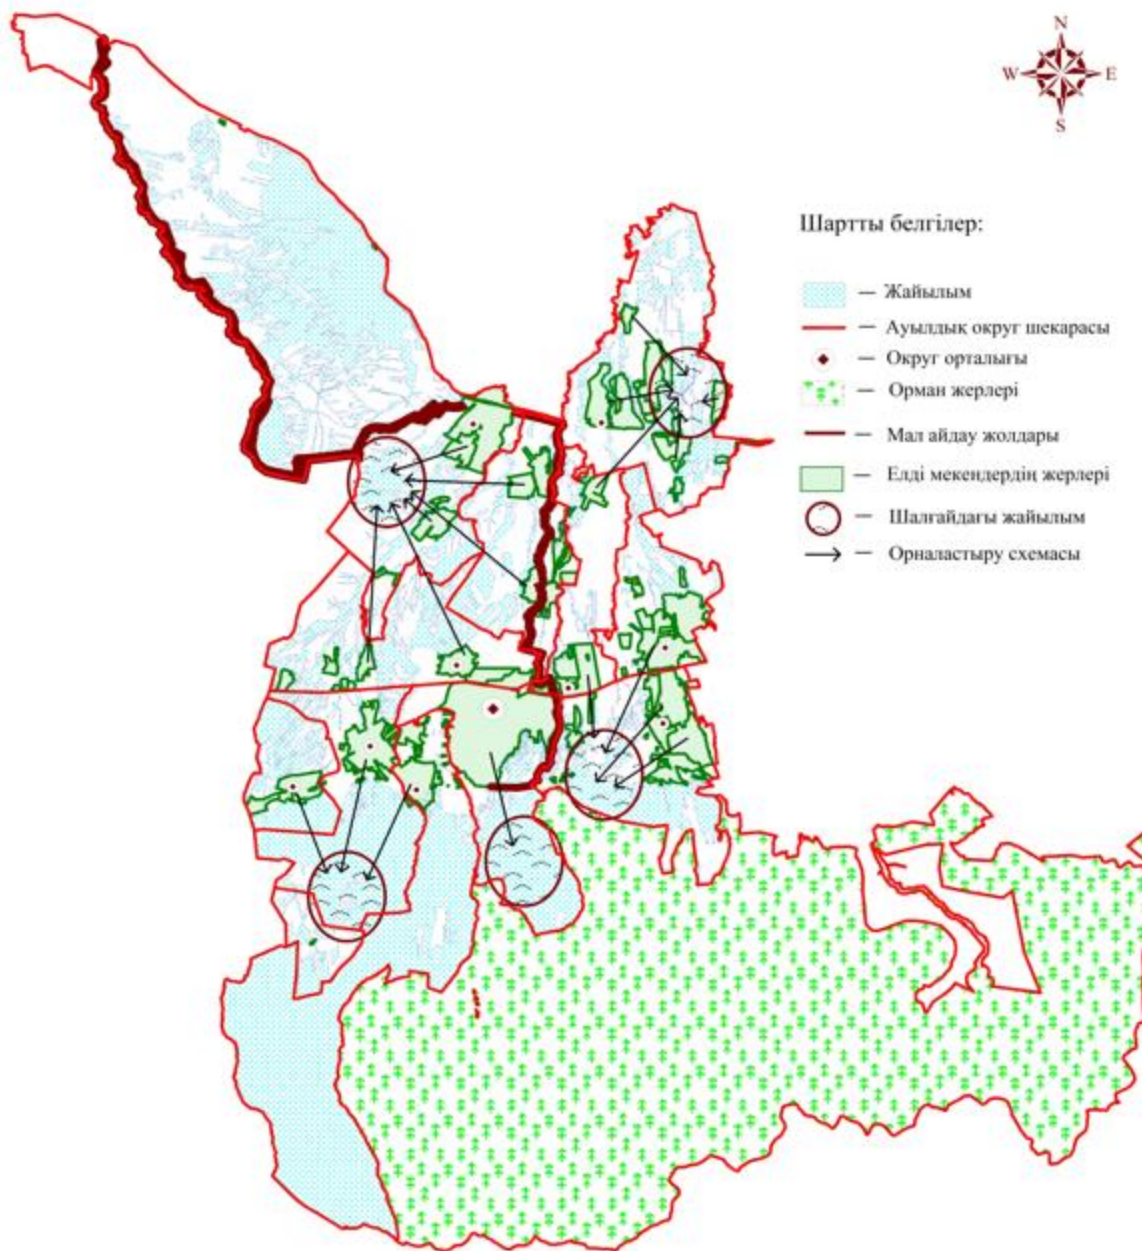 N
W E
S
Шартты белгілер:
— Жайылым
— Ауылдық округ шекарасы
— Округ орталығы
— Орман жерлері
— Мал айдау жолдары
— Елді мекендердің жерлері
— Шалғайдағы жайылым
— Орналастыру схемасы